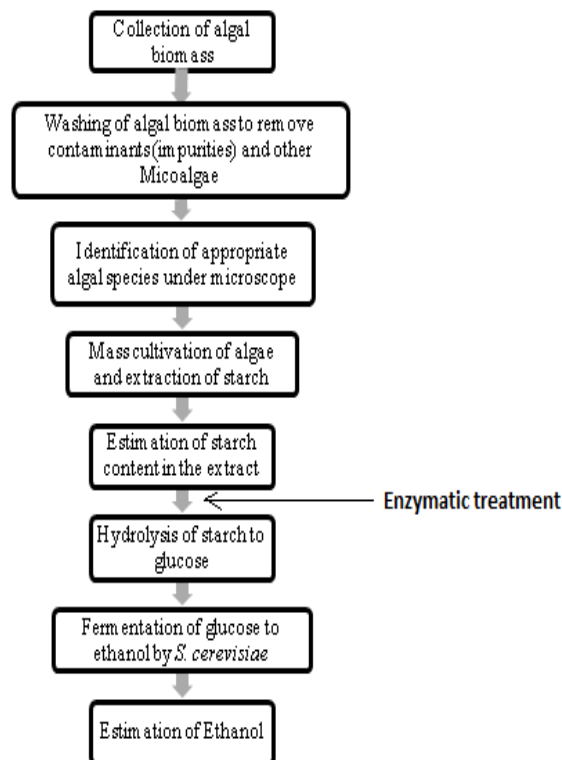 Collection of algal
biomass
Washing of algal biomass to remove
contaminants(impurities) and other
Micoalgae
Identification of appropriate
algal species under microscope
Mass cultivation of algae
and extraction of starch
Estimation of starch
content in the extract
Enzymatic treatment
Hydrolysis of starch to
glucose
Fermentation of glucose to
ethanol by S. cerevisiae
Estimation of Ethanol